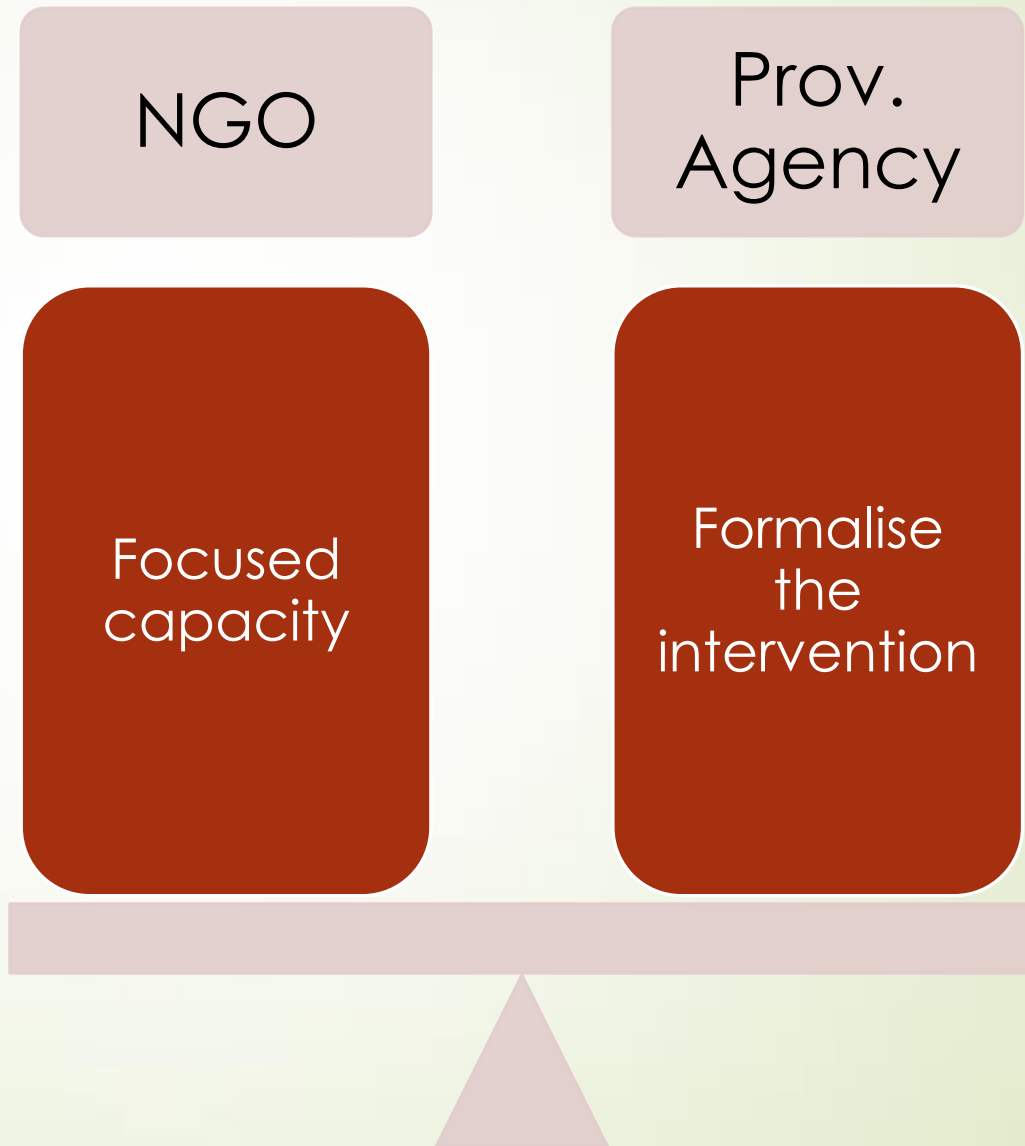 NGO
Prov.
Agency
Focused
capacity
Formalise
the
intervention